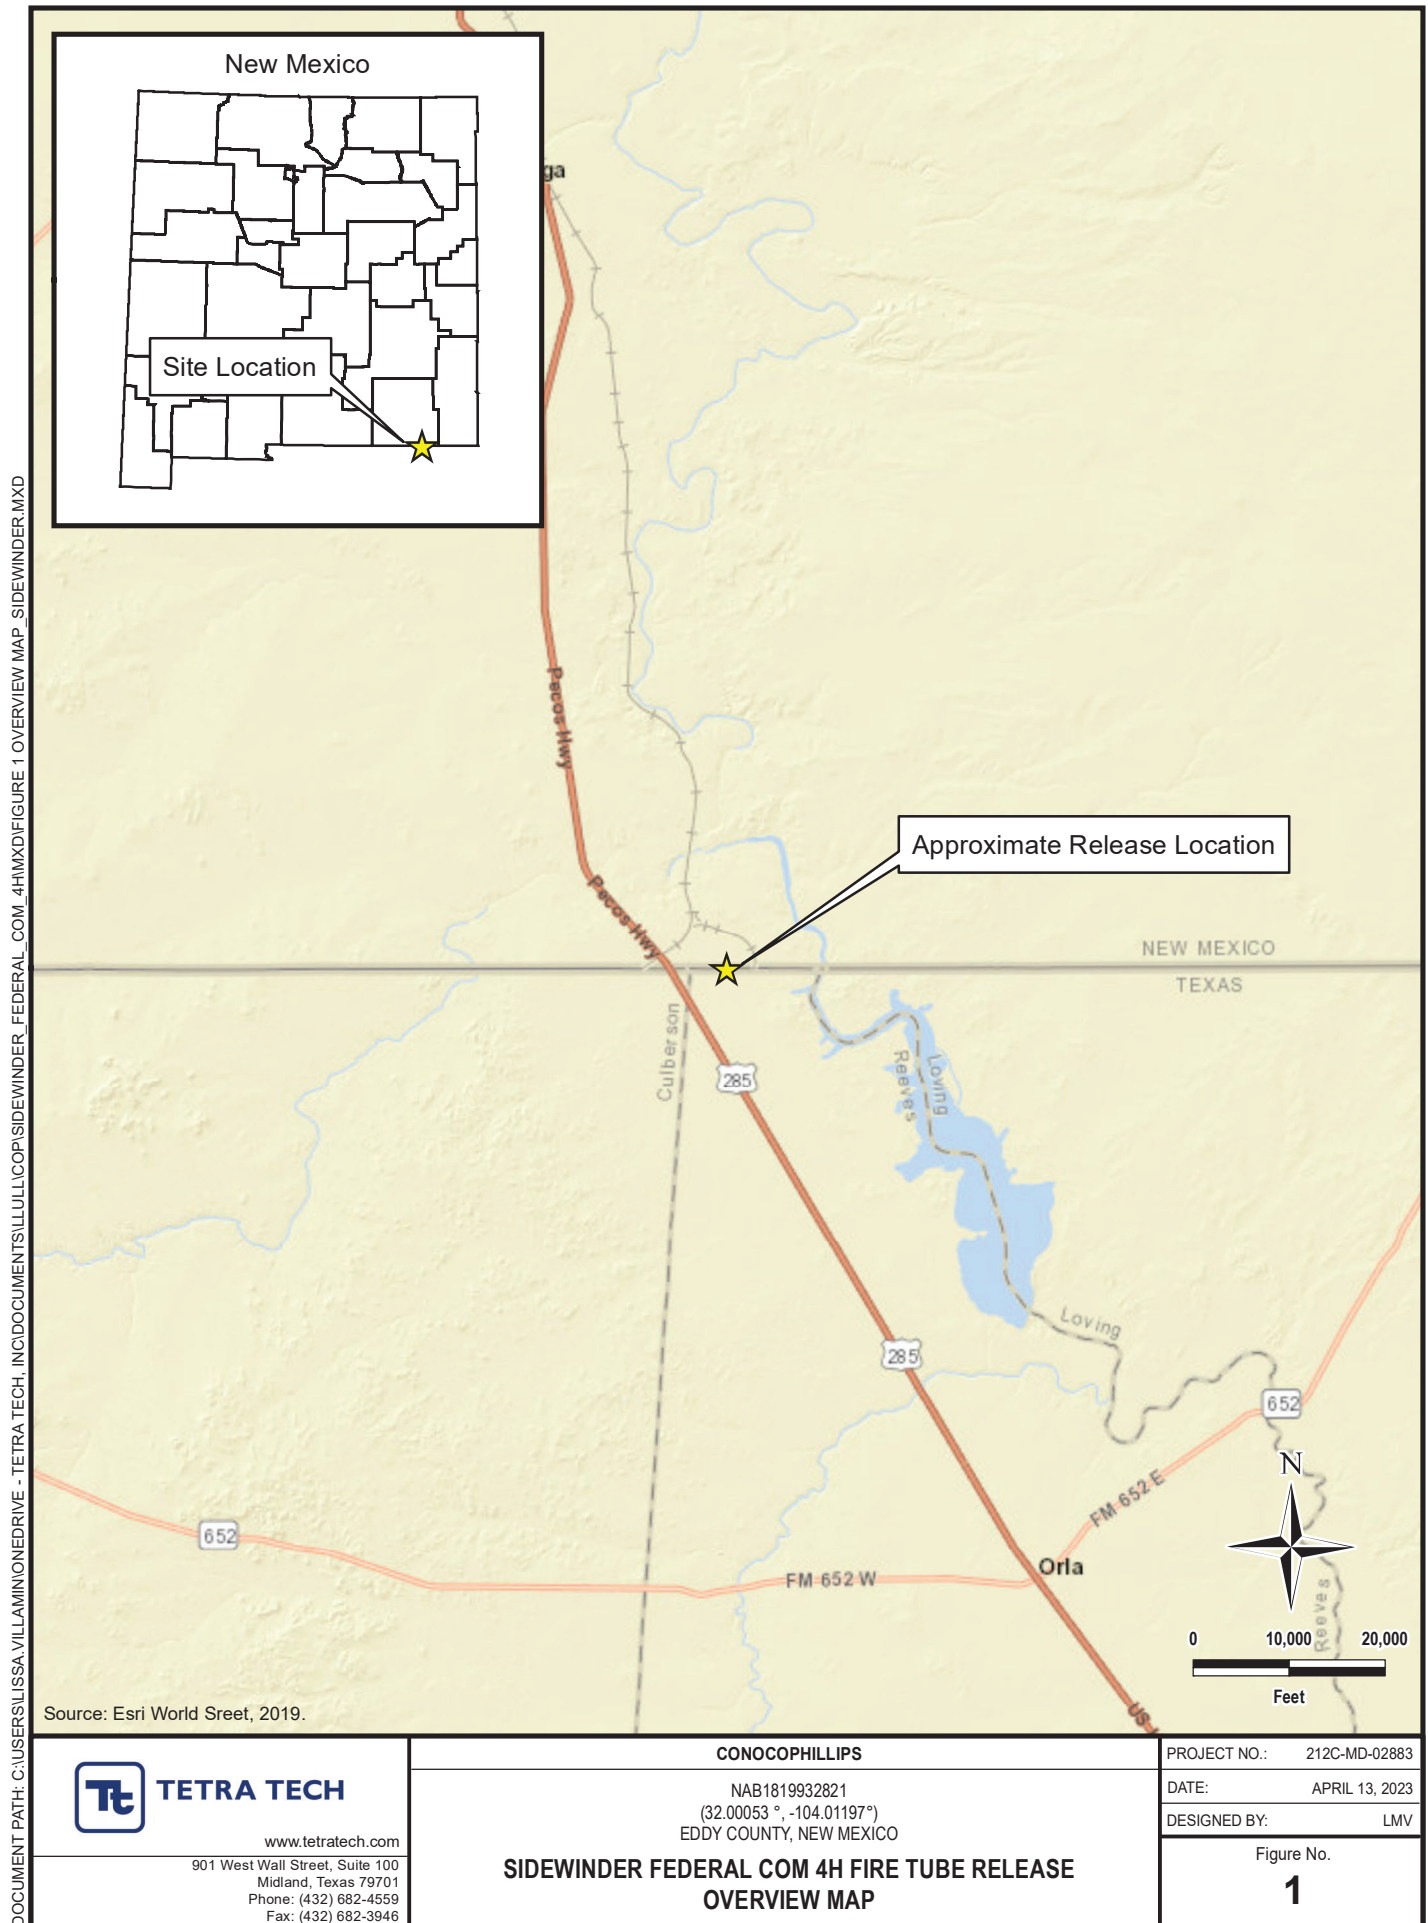 New Mexico
Site Location
ga
Pecos Hwy
Approximate Release Location
Pecos Hwy
NEW MEXICO
TEXAS
Culberson
285
Loving
Reeves
Loving
285
652
FM 652 E
N
652
FM 652 W
Orla
Reeves
0 10,000 20,000
Feet
US
Source: Esri World Sreet, 2019.
DOCUMENT PATH: C:\USERS\LISSA.VILLAMIN\ONEDRIVE - TETRA TECH, INC\DOCUMENTS\LLULL\COP\SIDEWINDER_FEDERAL_COM_4H\MXD\FIGURE 1 OVERVIEW MAP_SIDEWINDER.MXD
Tt TETRA TECH
www.tetratech.com
901 West Wall Street, Suite 100
Midland, Texas 79701
Phone: (432) 682-4559
Fax: (432) 682-3946
CONOCOPHILLIPS
NAB1819932821
(32.00053 °, -104.01197°)
EDDY COUNTY, NEW MEXICO
SIDEWINDER FEDERAL COM 4H FIRE TUBE RELEASE
OVERVIEW MAP
PROJECT NO.: 212C-MD-02883
DATE: APRIL 13, 2023
DESIGNED BY: LMV
Figure No.
1